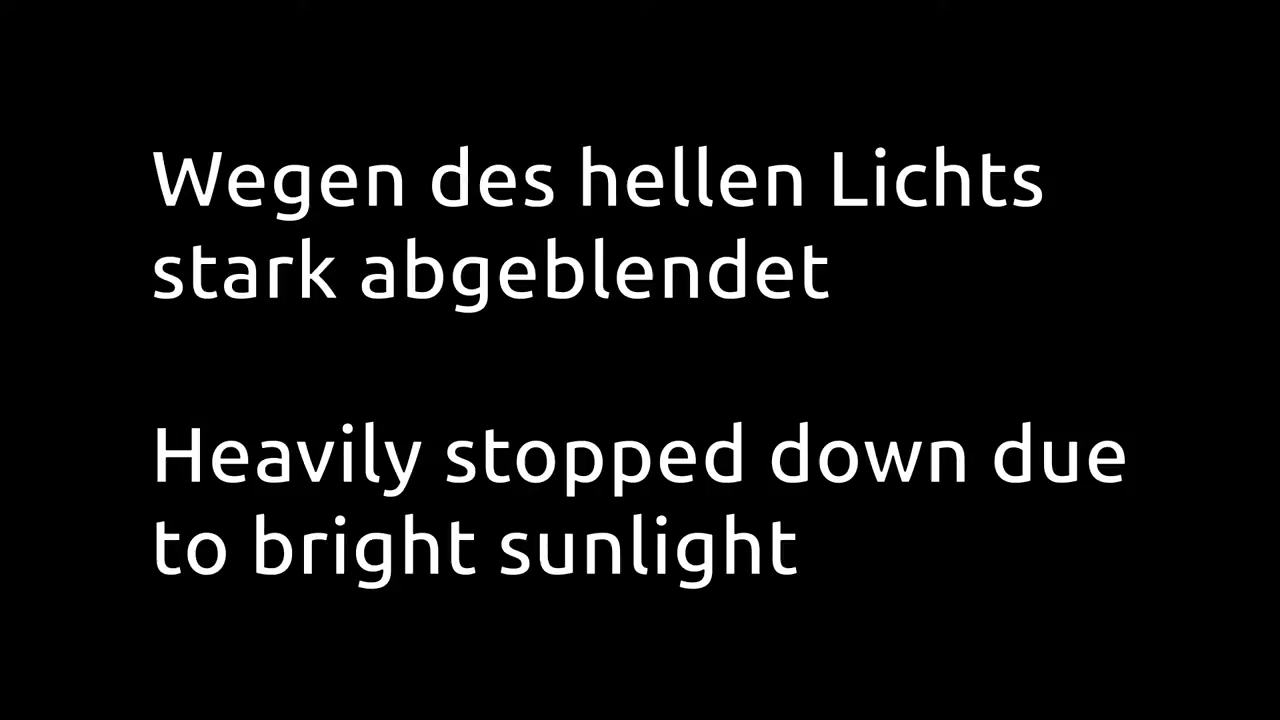 Wegen des hellen Lichts
stark abgeblendet
Heavily stopped down due
to bright sunlight